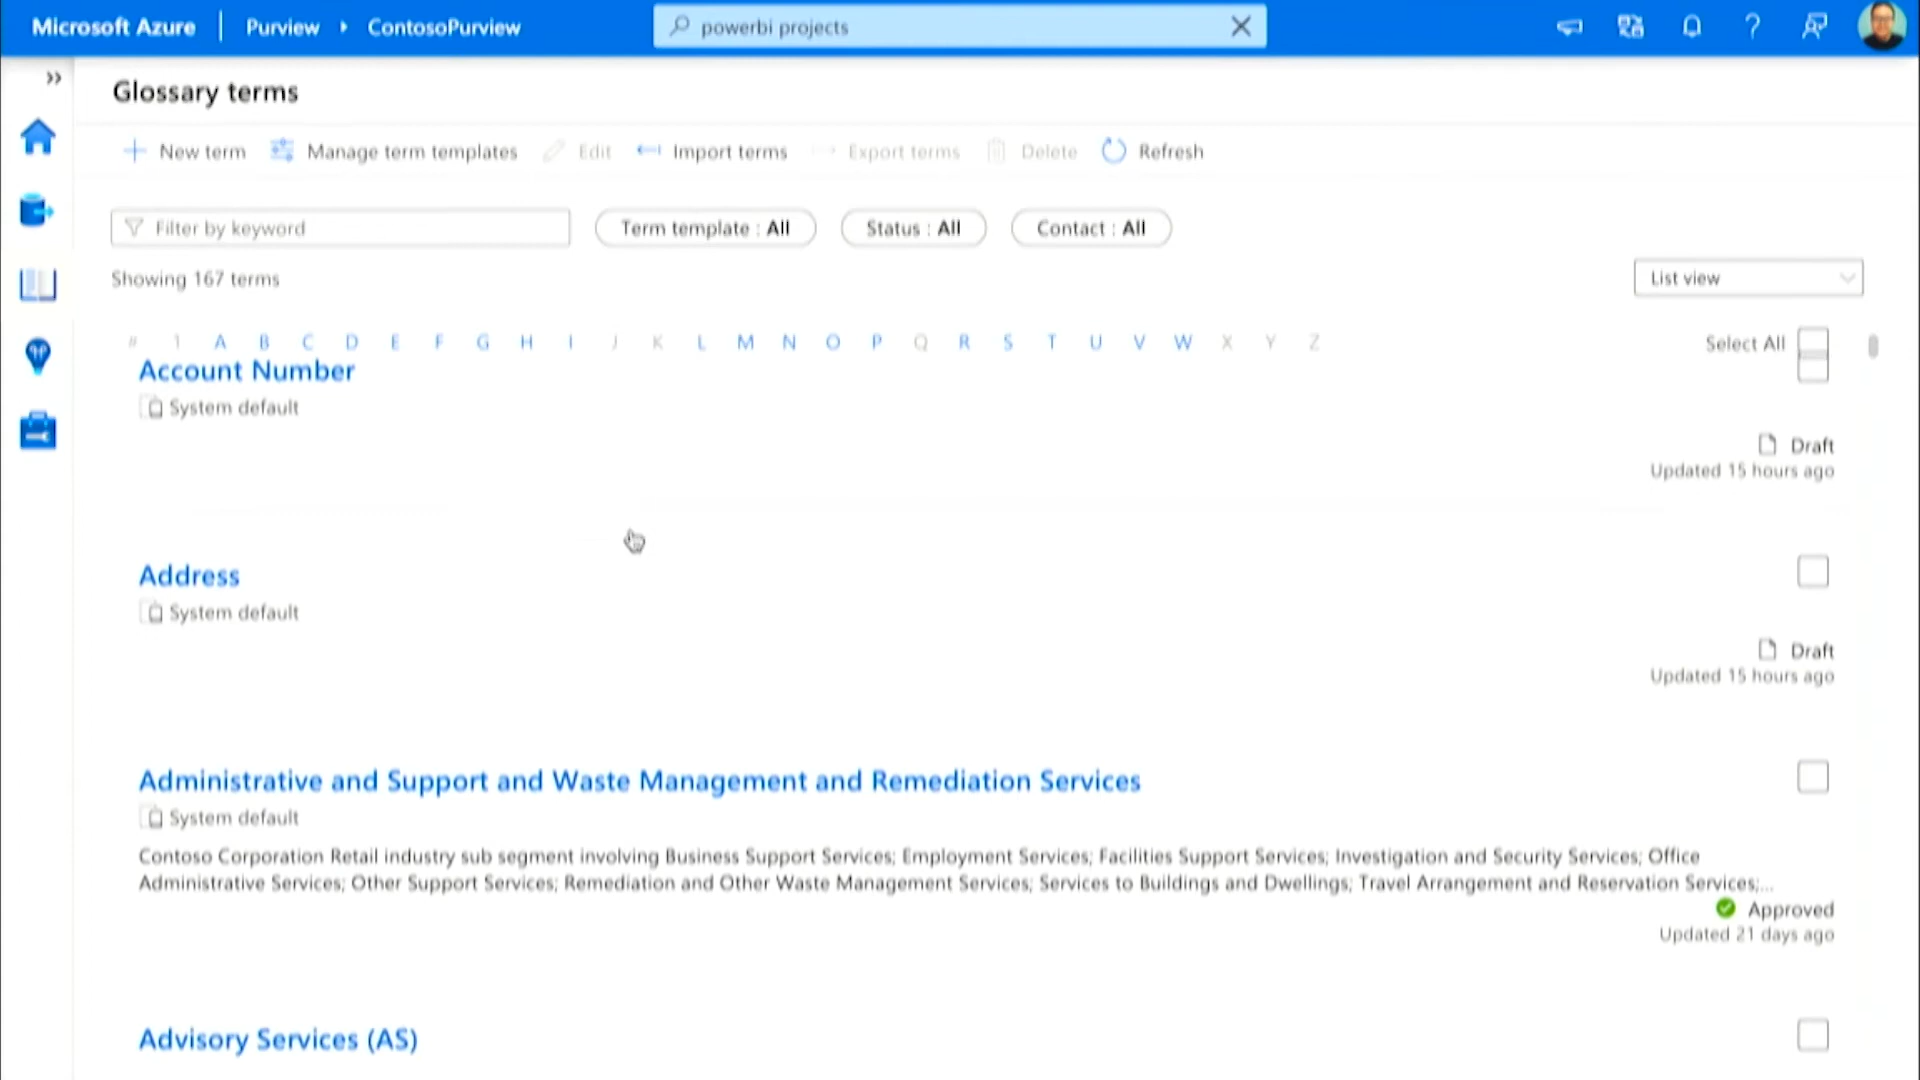 Microsoft Azure | Purview ContosoPurview
powerbi projects
Glossary terms
New term Manage term templates Edit Import terms Export terms Delete Refresh
Filter by keyword
Term template : All
Status : All
Contact : All
Showing 167 terms
List view
# 1 A B C D E F G H I J K L M N O P Q R S T U V W X Y Z
Select All
Account Number
System default
Draft
Updated 15 hours ago
Address
System default
Draft
Updated 15 hours ago
Administrative and Support and Waste Management and Remediation Services
System default
Contoso Corporation Retail industry sub segment involving Business Support Services; Employment Services; Facilities Support Services; Investigation and Security Services; Office
Administrative Services; Other Support Services; Remediation and Other Waste Management Services; Services to Buildings and Dwellings; Travel Arrangement and Reservation Services;...
Approved
Updated 21 days ago
Advisory Services (AS)